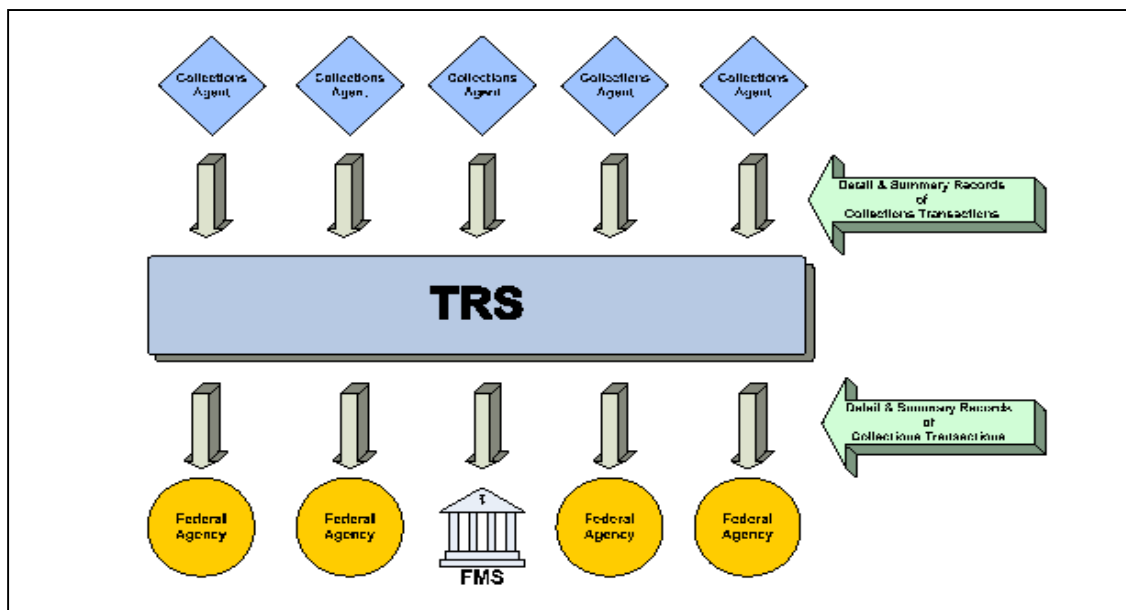 Collections
Agent
Collections
Agent
Collections
Agent
Collections
Agent
Collections
Agent
Detail & Summary Records
of
Collections Transactions
TRS
Detail & Summary Records
of
Collections Transactions
Federal
Agency
Federal
Agency
Federal
Agency
Federal
Agency
FMS